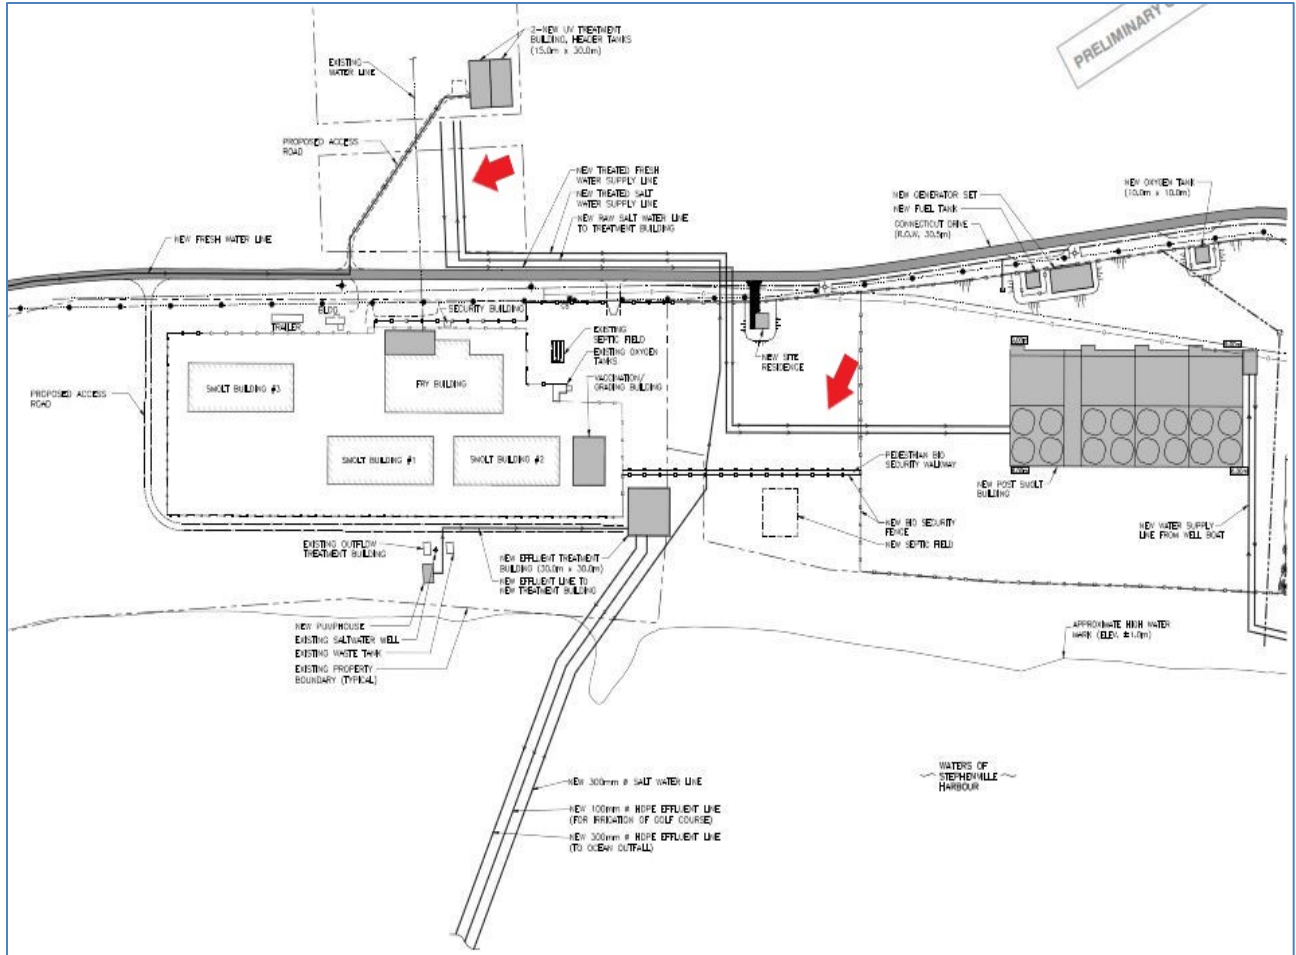 PRELIMINARY
2-NEW UV TREATMENT
BUILDING, HEADER TANKS
(15.0m x 30.0m)
EXISTING
WATER LINE
PROPOSED ACCESS
ROAD
NEW TREATED FRESH
WATER SUPPLY LINE
NEW TREATED SALT
WATER SUPPLY LINE
NEW RAW SALT WATER LINE
TO TREATMENT BUILDING
NEW OXYGEN TANK
(10.0m x 10.0m)
NEW GENERATOR SET
NEW FUEL TANK
CONNECTICUT DRIVE
(R.O.W. 30.5m)
NEW FRESH WATER LINE
BLDG
TRAILER
SECURITY BUILDING
EXISTING
SEPTIC FIELD
EXISTING OXYGEN
TANKS
VACCINATION/
GRADING BUILDING
NEW SITE
RESIDENCE
SMOLT BUILDING #3
FRY BUILDING
PROPOSED ACCESS
ROAD
SMOLT BUILDING #1
SMOLT BUILDING #2
PEDESTRIAN BIO
SECURITY WALKWAY
NEW POST SMOLT
BUILDING
NEW BIO SECURITY
FENCE
NEW SEPTIC FIELD
NEW WATER SUPPLY
LINE FROM WELL BOAT
EXISTING OUTFLOW
TREATMENT BUILDING
NEW EFFLUENT TREATMENT
BUILDING (30.0m x 30.0m)
NEW EFFLUENT LINE TO
NEW TREATMENT BUILDING
NEW PUMPHOUSE
EXISTING SALTWATER WELL
EXISTING WASTE TANK
EXISTING PROPERTY
BOUNDARY (TYPICAL)
APPROXIMATE HIGH WATER
MARK (ELEV. ±1.0m)
WATERS OF
STEPHENVILLE
HARBOUR
NEW 300mm ø SALT WATER LINE
NEW 100mm ø HDPE EFFLUENT LINE
(FOR IRRIGATION OF GOLF COURSE)
NEW 300mm ø HDPE EFFLUENT LINE
(TO OCEAN OUTFALL)